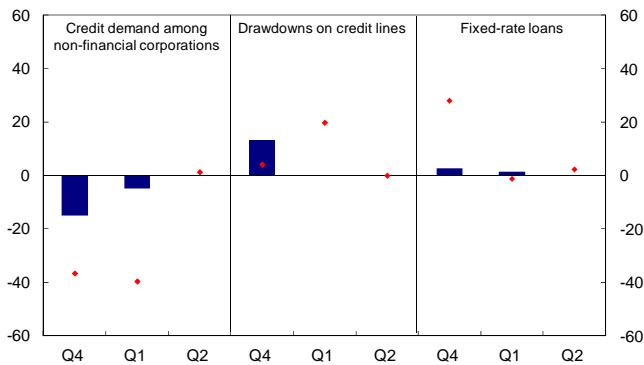 60
40
20
0
-20
-40
-60
Credit demand among
non-financial corporations
Drawdowns on credit lines
Fixed-rate loans
60
40
20
0
-20
-40
-60
Q4
Q1
Q2
Q4
Q1
Q2
Q4
Q1
Q2